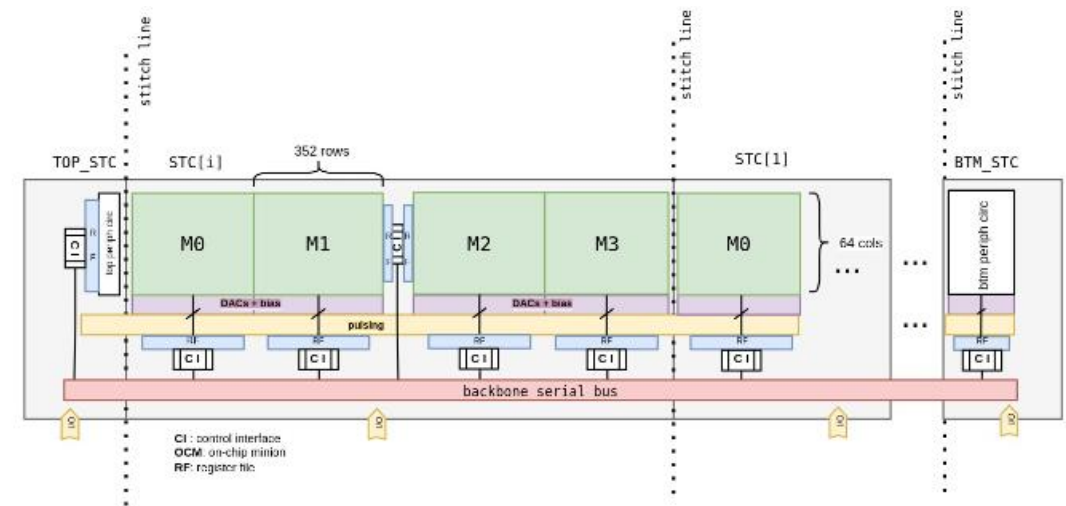 stitch line
stitch line
stitch line
TOP_STC
STC[i]
352 rows
STC[1]
BTM_STC
CI
R
F
top periph circ
M0
M1
R
CI
R
M2
M3
M0
64 cols
...
...
btm periph circ
DACs + bias
DACs + bias
pulsing
...
RF
RF
RF
RF
RF
RF
CI
CI
CI
CI
CI
CI
backbone serial bus
CI : control interface
OCM: on-chip minion
RF: register file